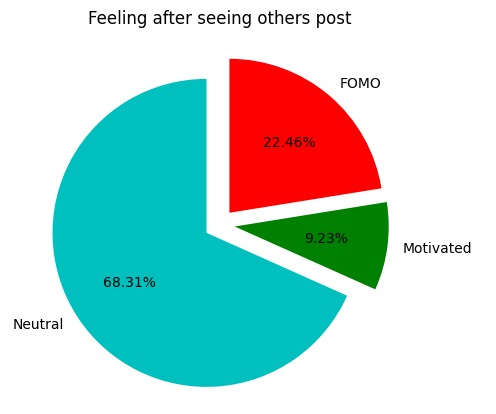 Feeling after seeing others post
FOMO
22.46%
9.23%
Motivated
68.31%
Neutral